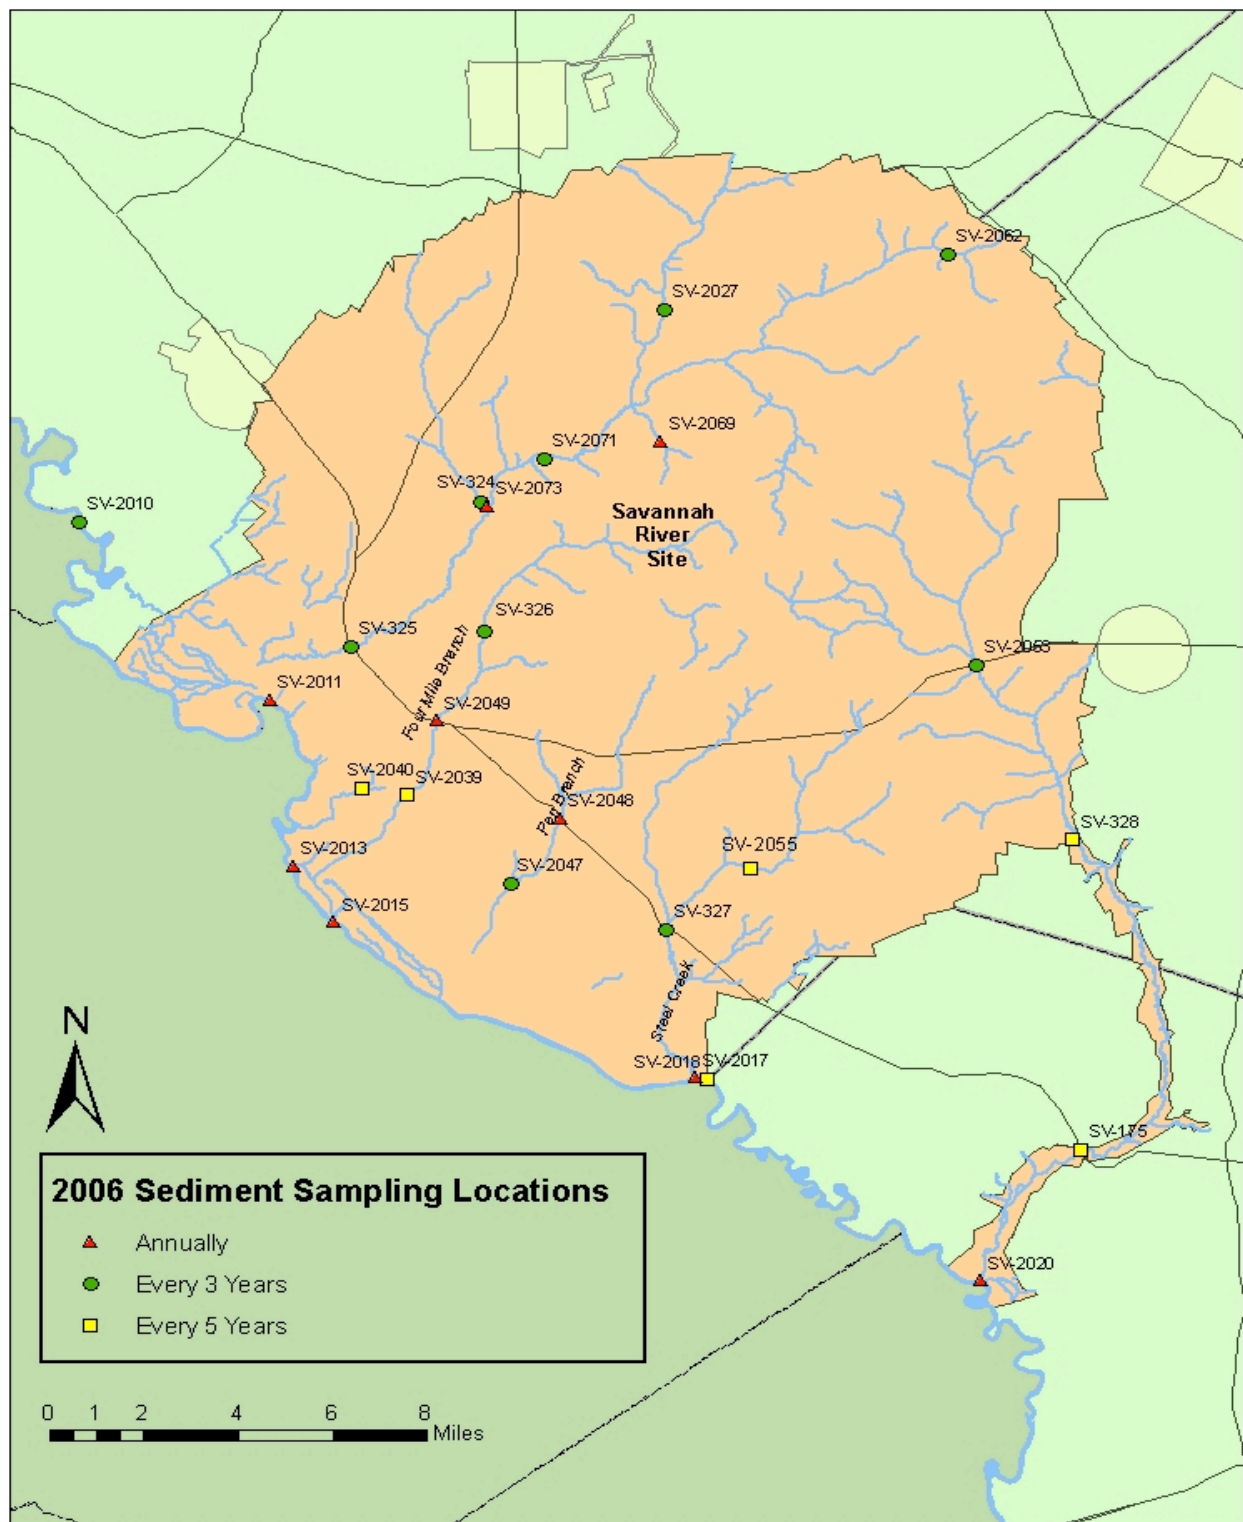 SV-2062
SV-2027
SV-2069
SV-2071
SV-324
SV-2073
SV-2010
Savannah
River
Site
SV-326
SV-325
SV-2053
Four Mile Branch
SV-2011
SV-2049
SV-2040
SV-2039
Pen Branch
SV-2048
SV-328
SV-2013
SV-2055
SV-2047
SV-2015
SV-327
Steel Creek
N
SV-2018
SV-2017
SV-175
2006 Sediment Sampling Locations
Annually
Every 3 Years
Every 5 Years
SV-2020
0 1 2 4 6 8
Miles